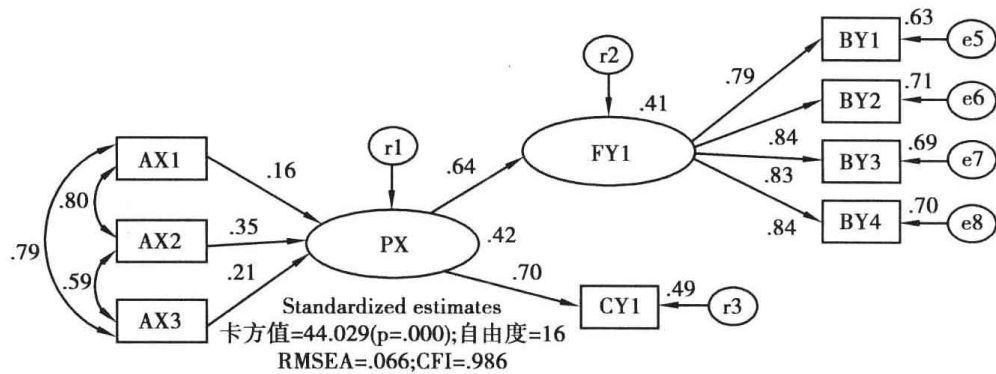 .63
BY1
e5
r2
.79
.71
.41
BY2
e6
.84
.69
r1
FY1
BY3
e7
AX1
.64
.83
.16
.70
.84
BY4
e8
.80
.35
AX2
PX
.42
.79
.59
.21
.70
.49
AX3
CY1
r3
Standardized estimates
卡方值=44.029(p=.000);自由度=16
RMSEA=.066;CFI=.986